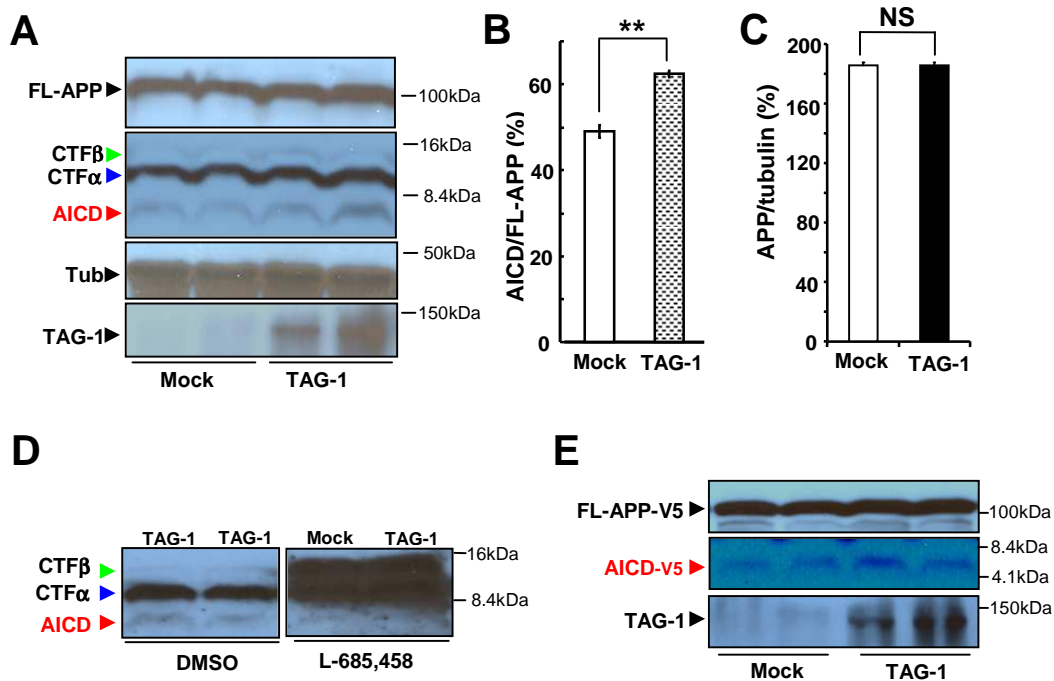 A
FL-APP
100kDa
CTFβ
16kDa
CTFα
8.4kDa
AICD
50kDa
Tub
150kDa
TAG-1
Mock TAG-1
B
**
AICD/FL-APP (%)
60
40
20
0
Mock TAG-1
C
NS
APP/tubulin (%)
200
180
120
60
0
Mock TAG-1
D
TAG-1 TAG-1 Mock TAG-1
CTFβ
16kDa
CTFα
8.4kDa
AICD
DMSO L-685,458
E
FL-APP-V5
100kDa
8.4kDa
AICD-V5
4.1kDa
150kDa
TAG-1
Mock TAG-1